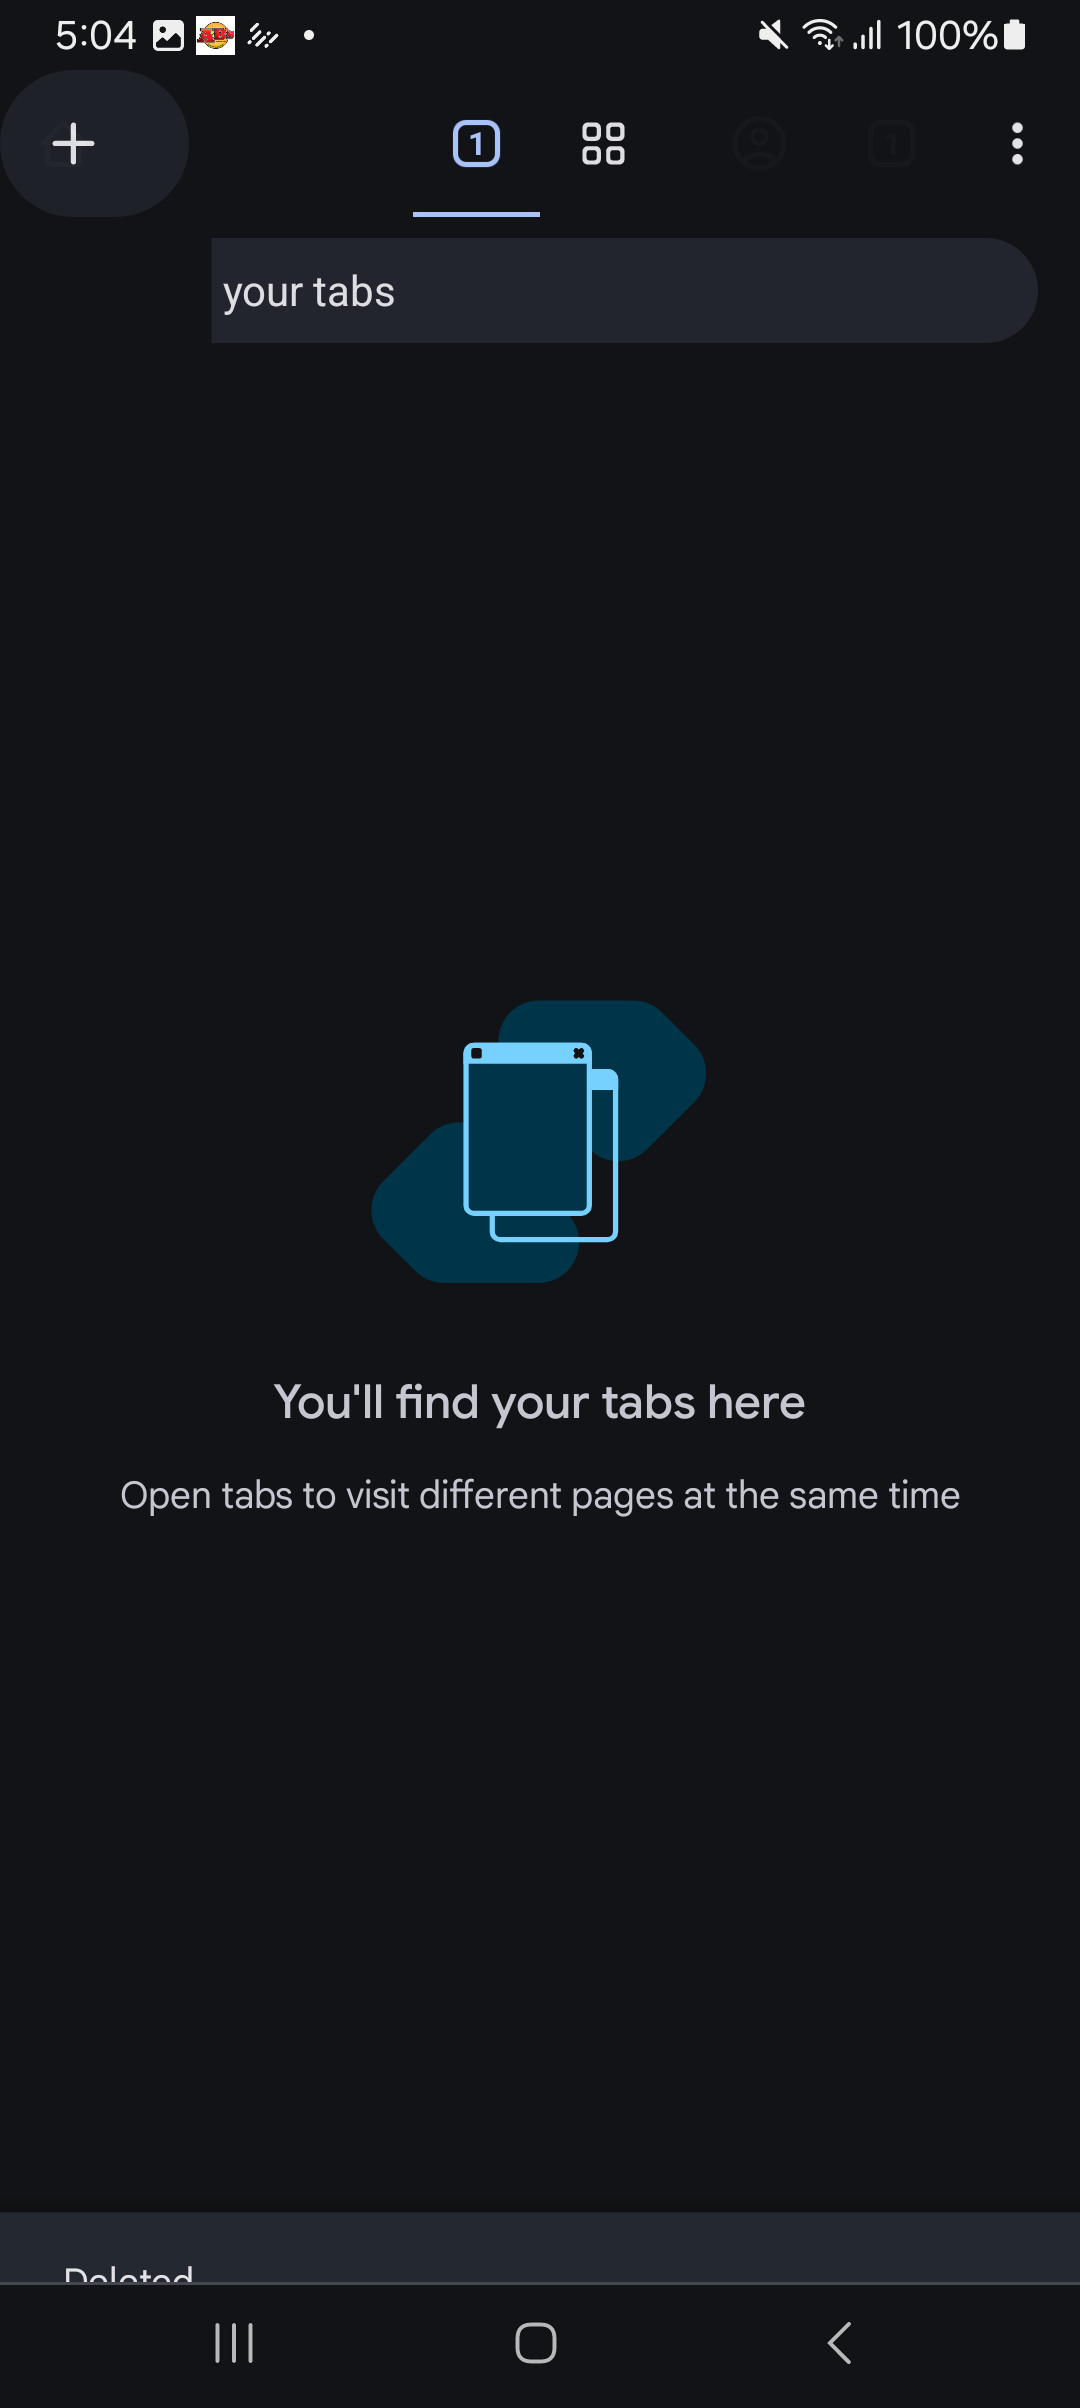 5:04 100%
1
your tabs
You'll find your tabs here
Open tabs to visit different pages at the same time
Deleted